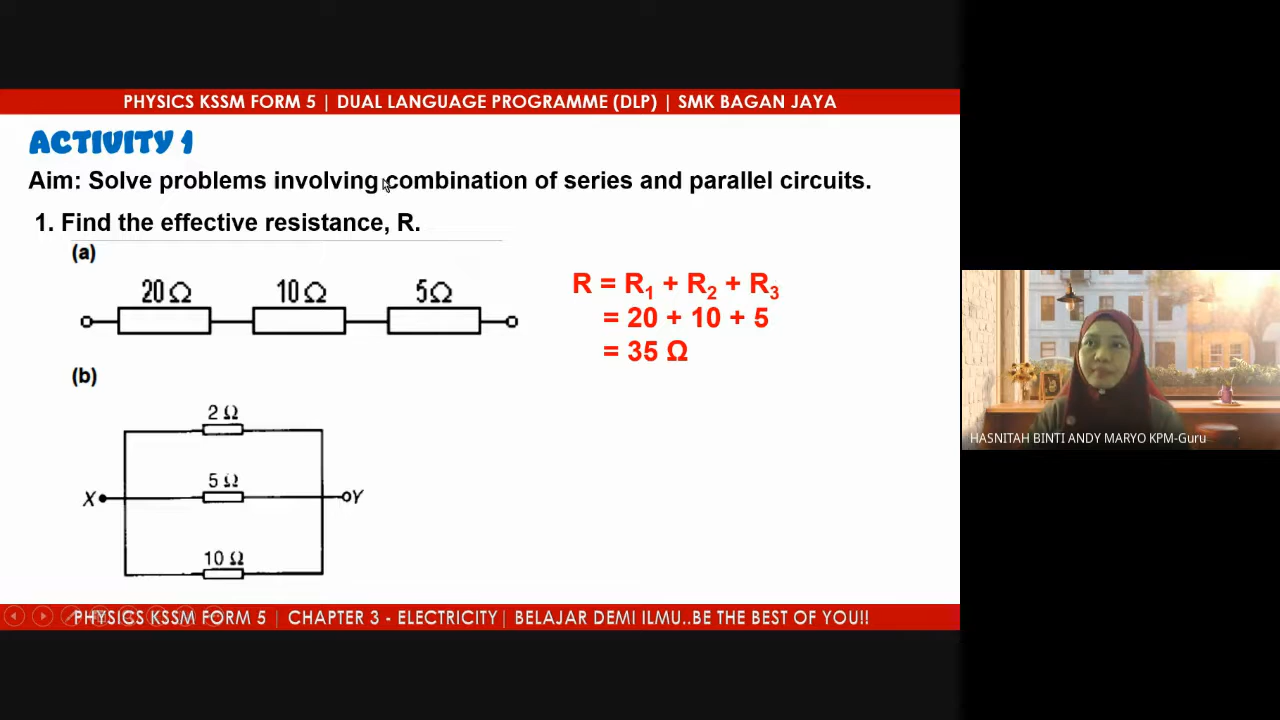 PHYSICS KSSM FORM 5 | DUAL LANGUAGE PROGRAMME (DLP) | SMK BAGAN JAYA
ACTIVITY 1
Aim: Solve problems involving combination of series and parallel circuits.
1. Find the effective resistance, R.
(a)
20 Ω 10 Ω 5 Ω
R = R₁ + R₂ + R₃
= 20 + 10 + 5
= 35 Ω
(b)
2 Ω
5 Ω
X Y
10 Ω
HASNITAH BINTI ANDY MARYO KPM-Guru
PHYSICS KSSM FORM 5 | CHAPTER 3 - ELECTRICITY| BELAJAR DEMI ILMU..BE THE BEST OF YOU!!